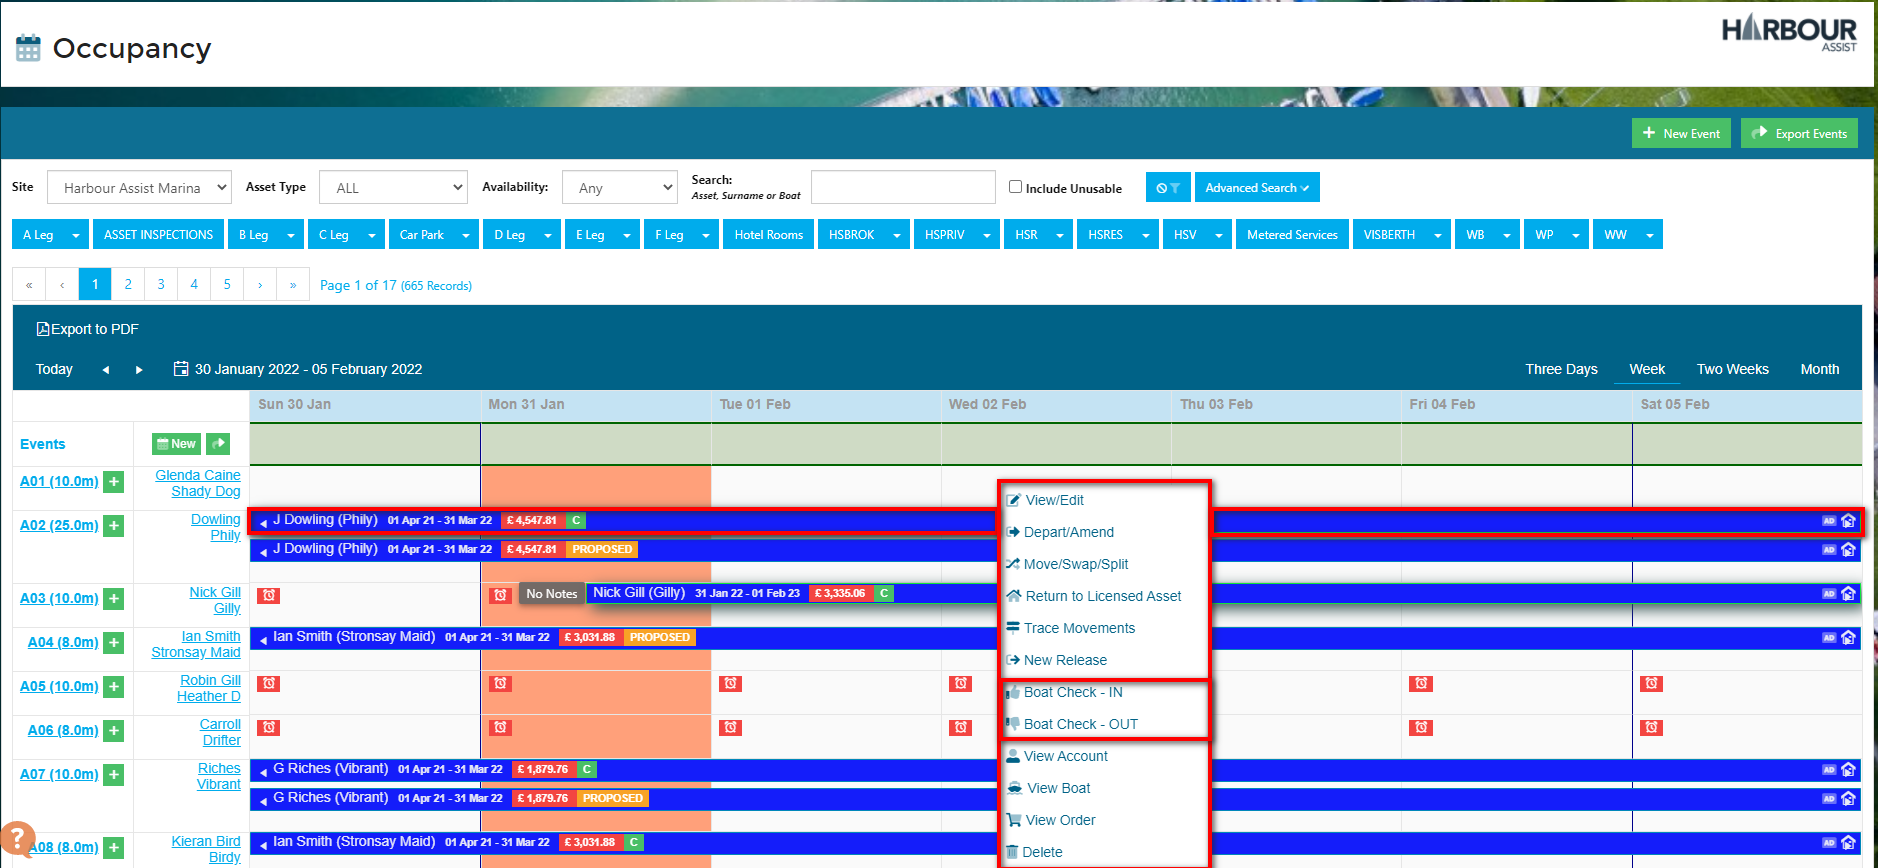 Occupancy
HARBOUR
ASSIST
New Event
Export Events
Site
Harbour Assist Marina
Asset Type
ALL
Availability:
Any
Search:
Asset, Surname or Boat
Include Unusable
Advanced Search
A Leg
ASSET INSPECTIONS
B Leg
C Leg
Car Park
D Leg
E Leg
F Leg
Hotel Rooms
HSBROK
HSPRIV
HSR
HSRES
HSV
Metered Services
VISBERTH
WB
WP
WW
« ‹ 1 2 3 4 5 › » Page 1 of 17 (665 Records)
Export to PDF
Today
30 January 2022 - 05 February 2022
Three Days
Week
Two Weeks
Month
Sun 30 Jan
Mon 31 Jan
Tue 01 Feb
Wed 02 Feb
Thu 03 Feb
Fri 04 Feb
Sat 05 Feb
Events
New
A01 (10.0m) +
Glenda Caine
Shady Dog
A02 (25.0m) +
Dowling
Phily
J Dowling (Phily) 01 Apr 21 - 31 Mar 22 £ 4,547.81 C
AD
J Dowling (Phily) 01 Apr 21 - 31 Mar 22 £ 4,547.81 PROPOSED
AD
A03 (10.0m) +
Nick Gill
Gilly
No Notes
Nick Gill (Gilly) 31 Jan 22 - 01 Feb 23 £ 3,335.06 C
AD
A04 (8.0m) +
Ian Smith
Stronsay Maid
Ian Smith (Stronsay Maid) 01 Apr 21 - 31 Mar 22 £ 3,031.88 PROPOSED
AD
A05 (10.0m) +
Robin Gill
Heather D
A06 (8.0m) +
Carroll
Drifter
A07 (10.0m) +
Riches
Vibrant
G Riches (Vibrant) 01 Apr 21 - 31 Mar 22 £ 1,879.76 C
AD
G Riches (Vibrant) 01 Apr 21 - 31 Mar 22 £ 1,879.76 PROPOSED
AD
?
A08 (8.0m) +
Kieran Bird
Birdy
Ian Smith (Stronsay Maid) 01 Apr 21 - 31 Mar 22 £ 3,031.88 C
AD
View/Edit
Depart/Amend
Move/Swap/Split
Return to Licensed Asset
Trace Movements
New Release
Boat Check - IN
Boat Check - OUT
View Account
View Boat
View Order
Delete